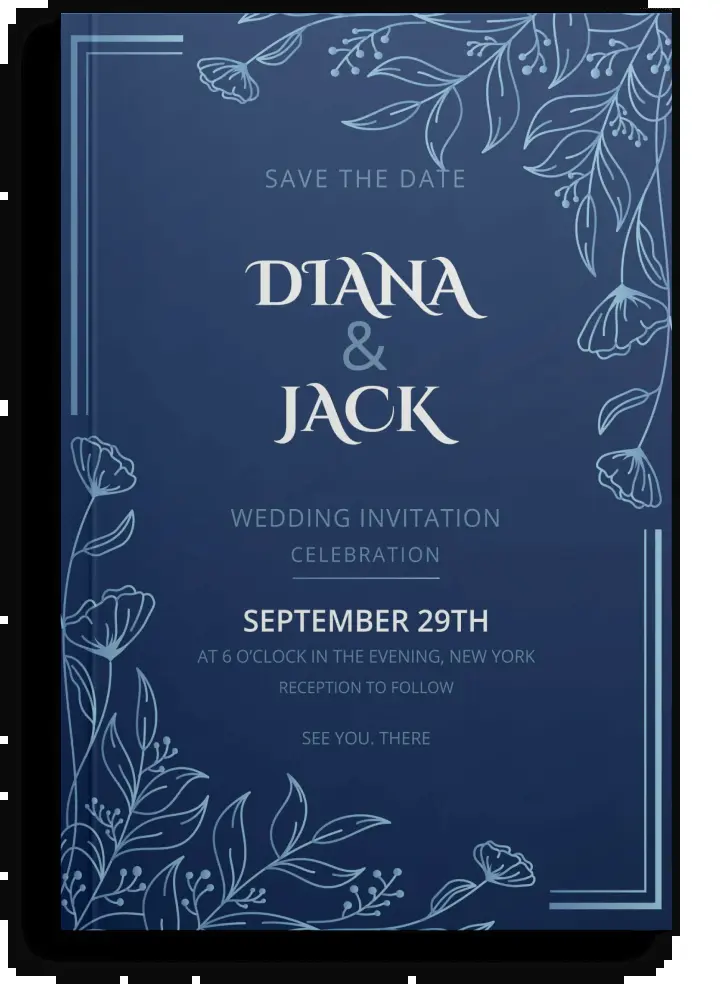 SAVE THE DATE
DIANA
&
JACK
WEDDING INVITATION
CELEBRATION
SEPTEMBER 29TH
AT 6 O'CLOCK IN THE EVENING, NEW YORK
RECEPTION TO FOLLOW
SEE YOU. THERE